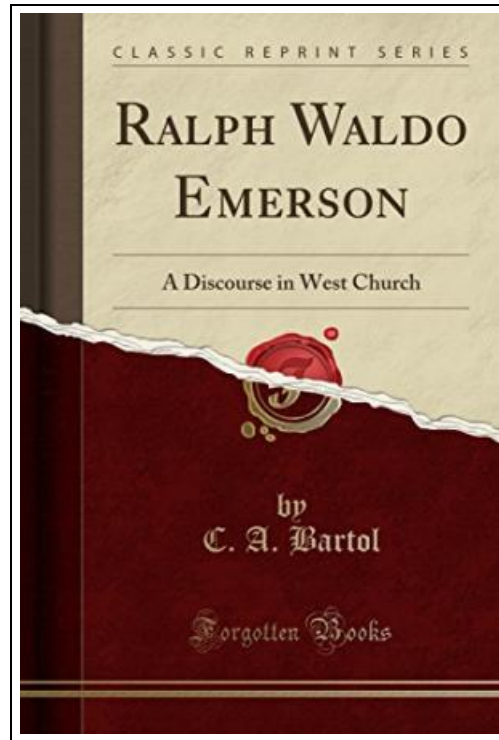 CLASSIC REPRINT SERIES
RALPH WALDO
EMERSON
A Discourse in West Church
by
C. A. Bartol
Forgotten Books